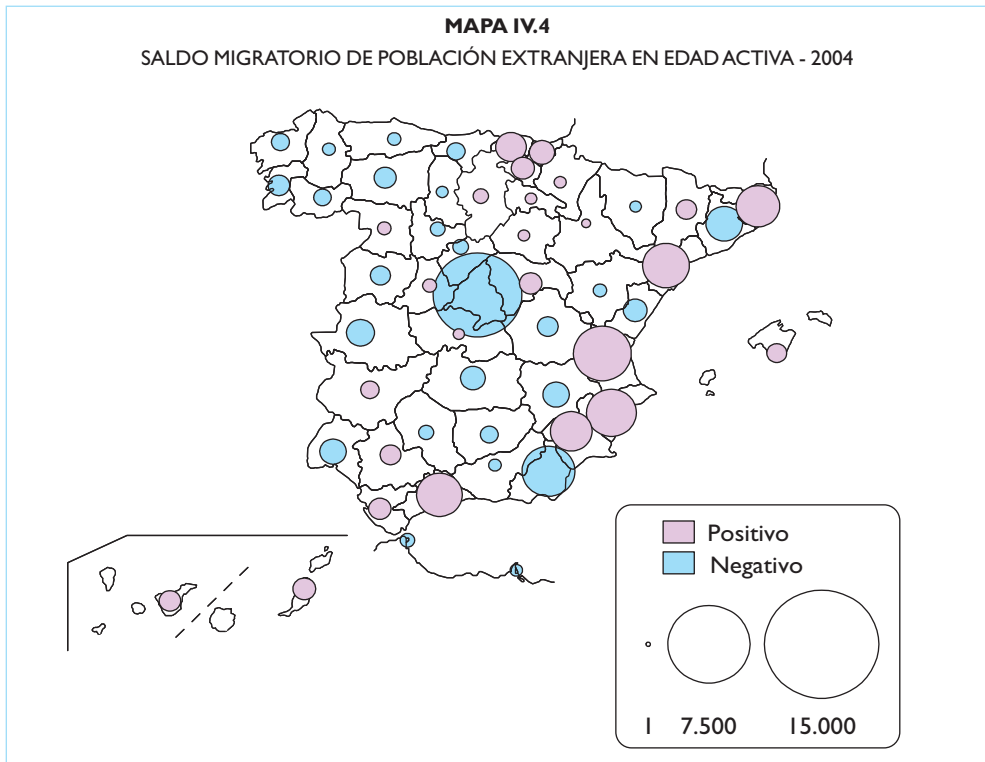 MAPA IV.4
SALDO MIGRATORIO DE POBLACIÓN EXTRANJERA EN EDAD ACTIVA - 2004
Positivo
Negativo
1 7.500 15.000